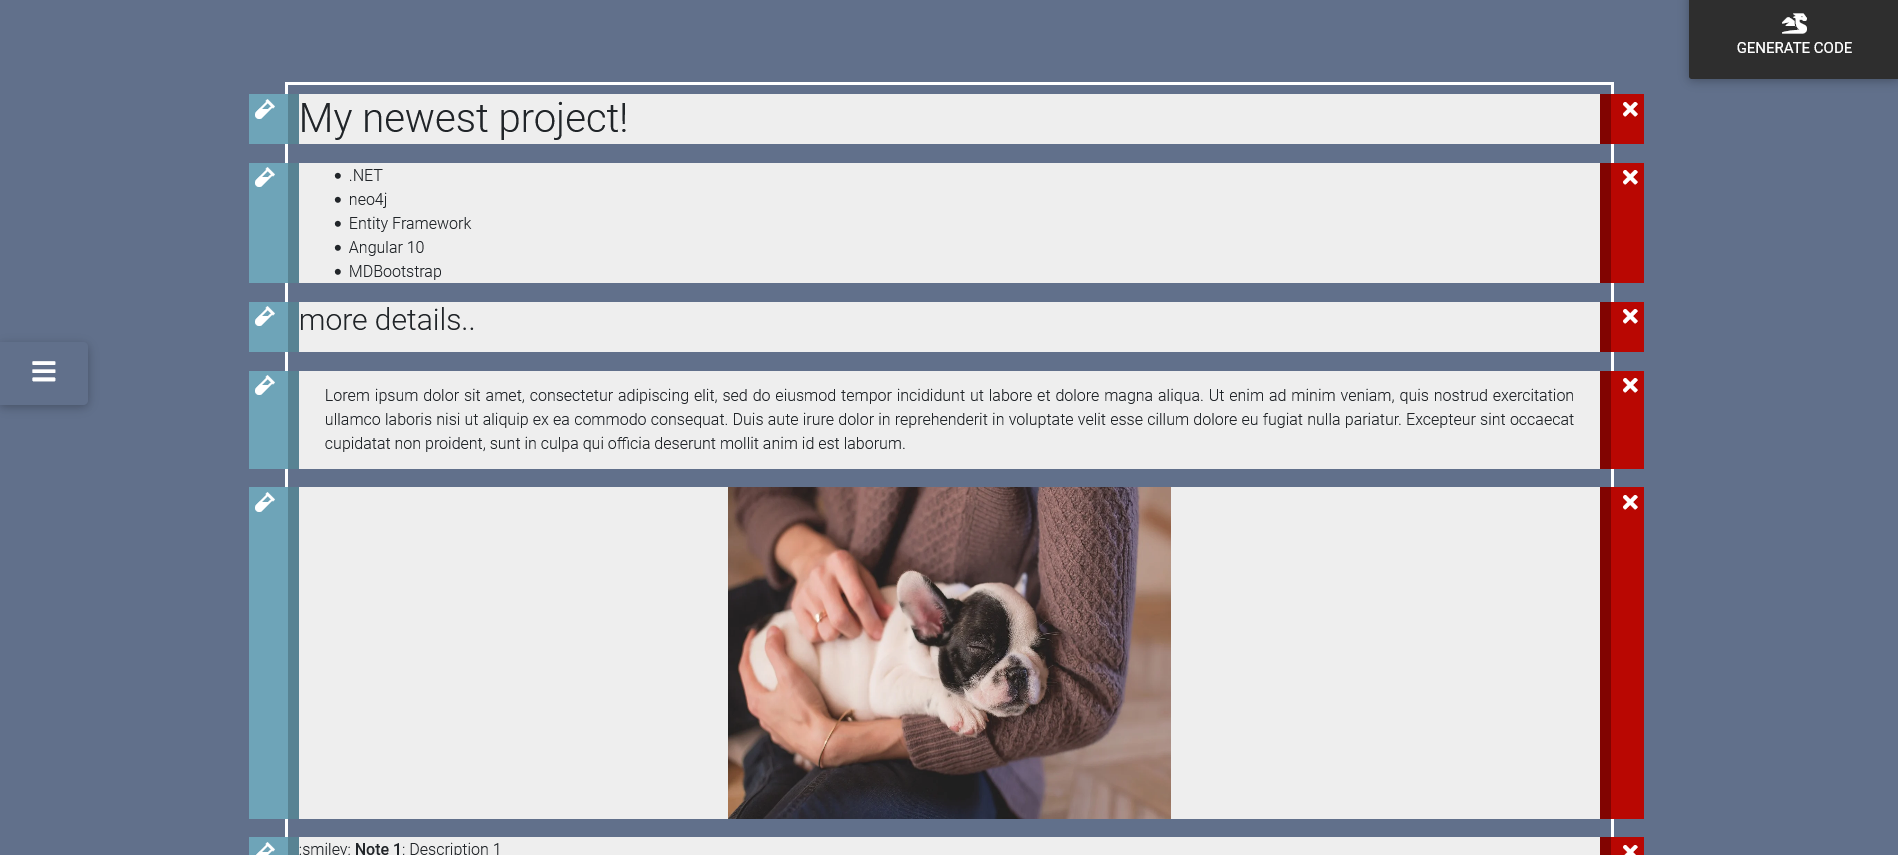 GENERATE CODE
My newest project!
.NET
neo4j
Entity Framework
Angular 10
MDBootstrap
more details..
Lorem ipsum dolor sit amet, consectetur adipiscing elit, sed do eiusmod tempor incididunt ut labore et dolore magna aliqua. Ut enim ad minim veniam, quis nostrud exercitation
ullamco laboris nisi ut aliquip ex ea commodo consequat. Duis aute irure dolor in reprehenderit in voluptate velit esse cillum dolore eu fugiat nulla pariatur. Excepteur sint occaecat
cupidatat non proident, sunt in culpa qui officia deserunt mollit anim id est laborum.
:smiley: Note 1: Description 1